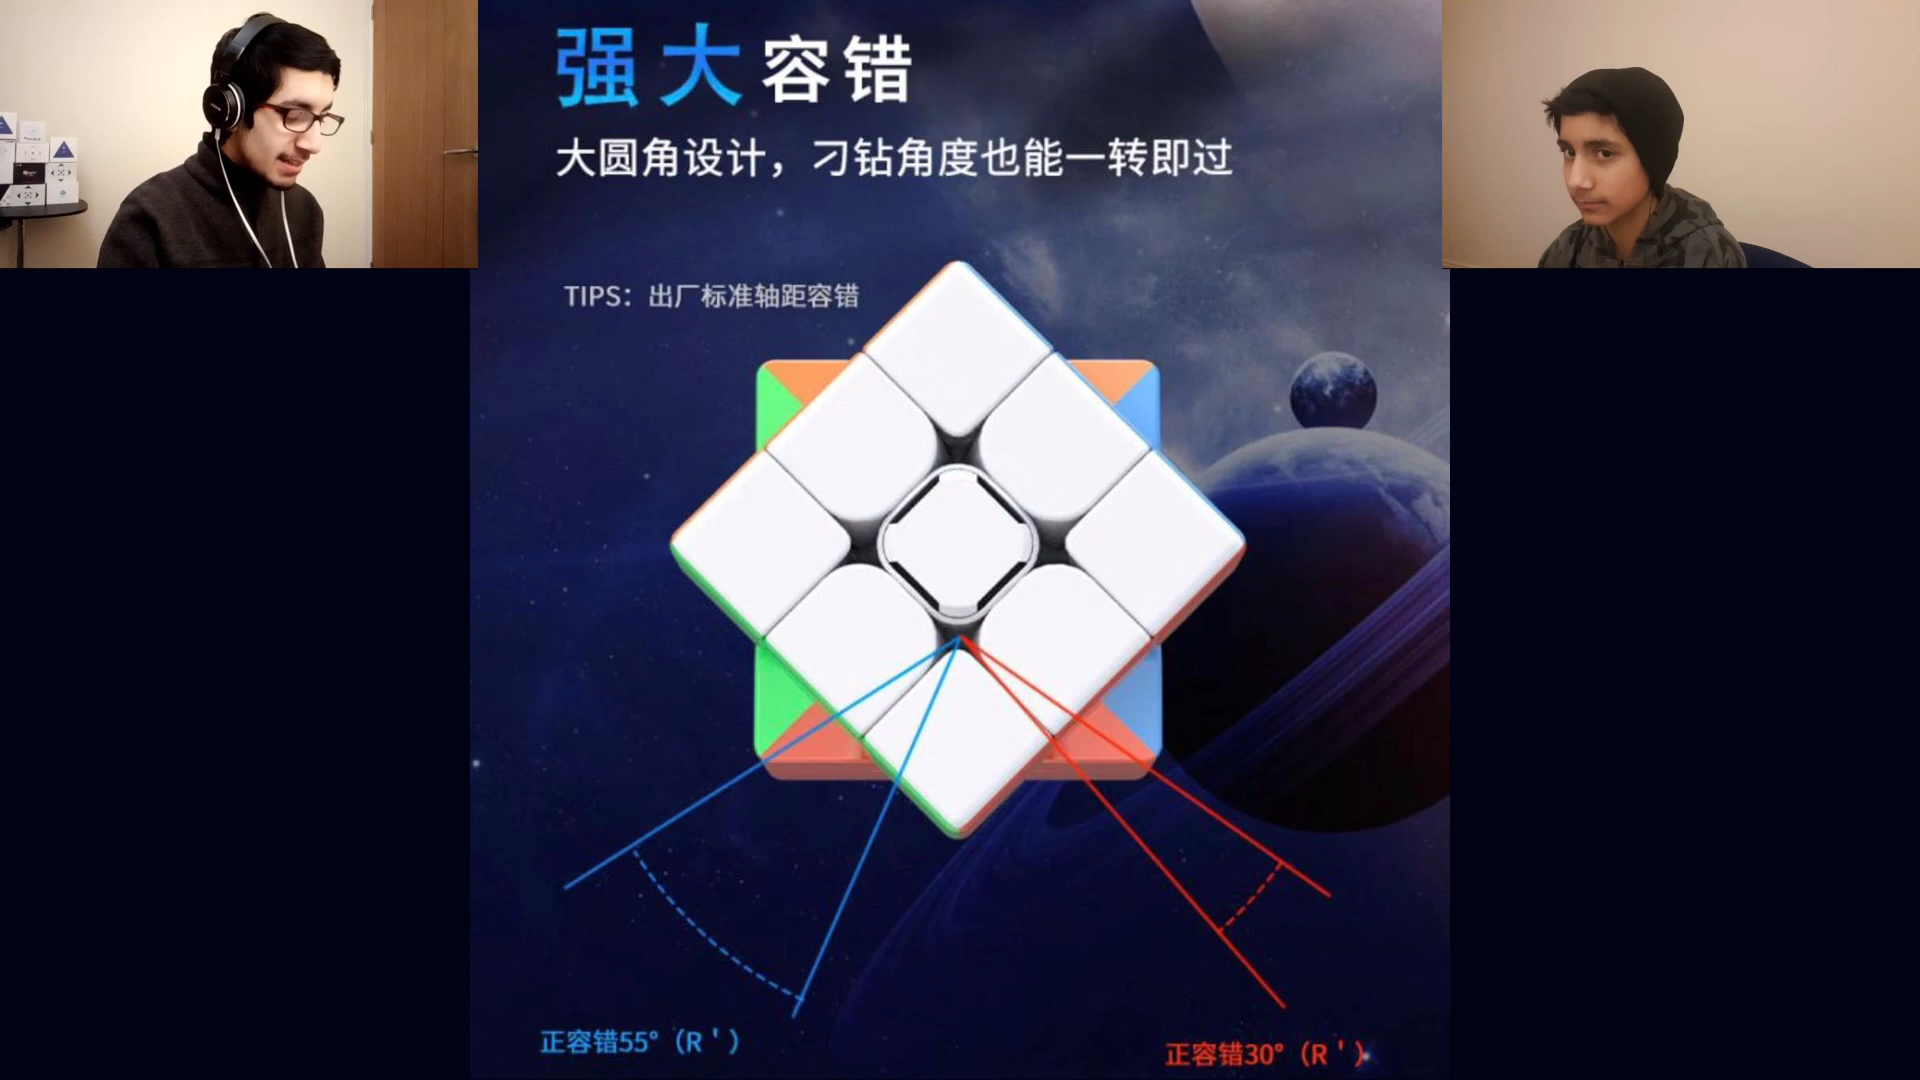 强大容错
大圆角设计，刁钻角度也能一转即过
TIPS：出厂标准轴距容错
正容错55°（R＇）
正容错30°（R＇）